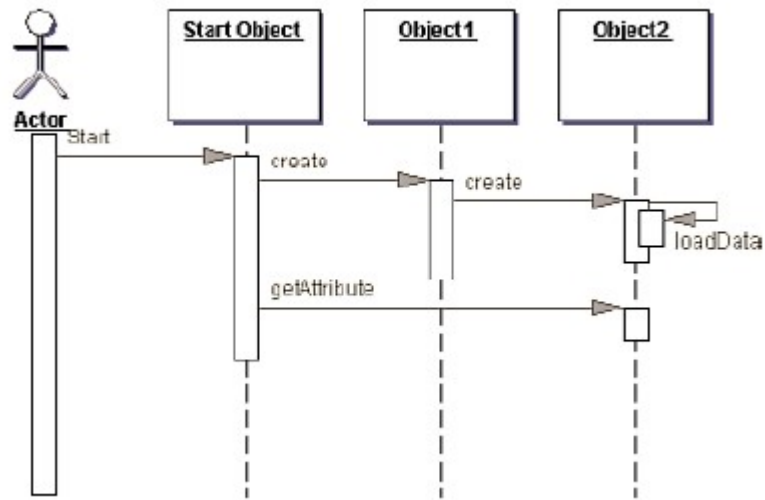 Start Object
Object1
Object2
Actor
Start
create
create
loadData
getAttribute